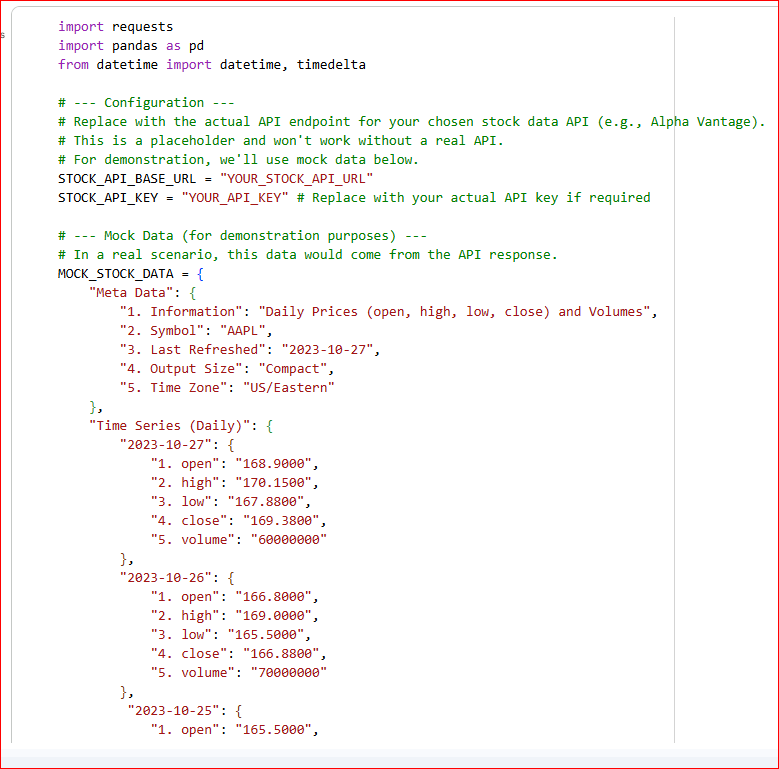 import requests
import pandas as pd
from datetime import datetime, timedelta
# --- Configuration ---
# Replace with the actual API endpoint for your chosen stock data API (e.g., Alpha Vantage).
# This is a placeholder and won't work without a real API.
# For demonstration, we'll use mock data below.
STOCK_API_BASE_URL = "YOUR_STOCK_API_URL"
STOCK_API_KEY = "YOUR_API_KEY" # Replace with your actual API key if required
# --- Mock Data (for demonstration purposes) ---
# In a real scenario, this data would come from the API response.
MOCK_STOCK_DATA = {
    "Meta Data": {
        "1. Information": "Daily Prices (open, high, low, close) and Volumes",
        "2. Symbol": "AAPL",
        "3. Last Refreshed": "2023-10-27",
        "4. Output Size": "Compact",
        "5. Time Zone": "US/Eastern"
    },
    "Time Series (Daily)": {
        "2023-10-27": {
            "1. open": "168.9000",
            "2. high": "170.1500",
            "3. low": "167.8800",
            "4. close": "169.3800",
            "5. volume": "60000000"
        },
        "2023-10-26": {
            "1. open": "166.8000",
            "2. high": "169.0000",
            "3. low": "165.5000",
            "4. close": "166.8800",
            "5. volume": "70000000"
        },
         "2023-10-25": {
            "1. open": "165.5000",